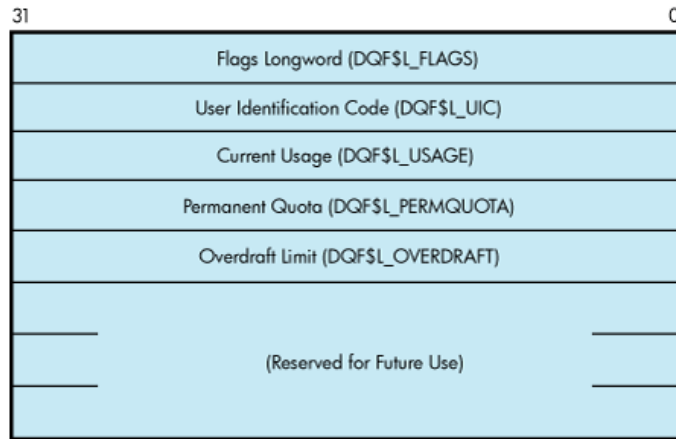 31 0
Flags Longword (DQF$L_FLAGS)
User Identification Code (DQF$L_UIC)
Current Usage (DQF$L_USAGE)
Permanent Quota (DQF$L_PERMQUOTA)
Overdraft Limit (DQF$L_OVERDRAFT)
(Reserved for Future Use)